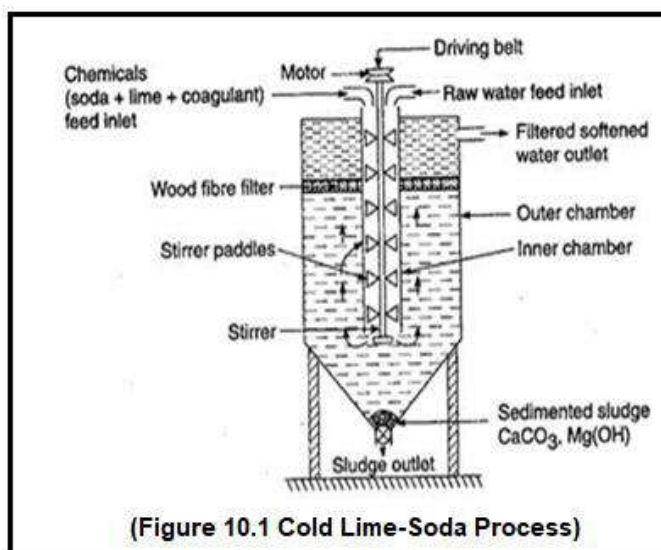 Driving belt
Motor
Chemicals
(soda + lime + coagulant)
feed inlet
Raw water feed inlet
Filtered softened
water outlet
Wood fibre filter
Outer chamber
Stirrer paddles
Inner chamber
Stirrer
Sedimented sludge
CaCO₃, Mg(OH)
Sludge outlet
(Figure 10.1 Cold Lime-Soda Process)